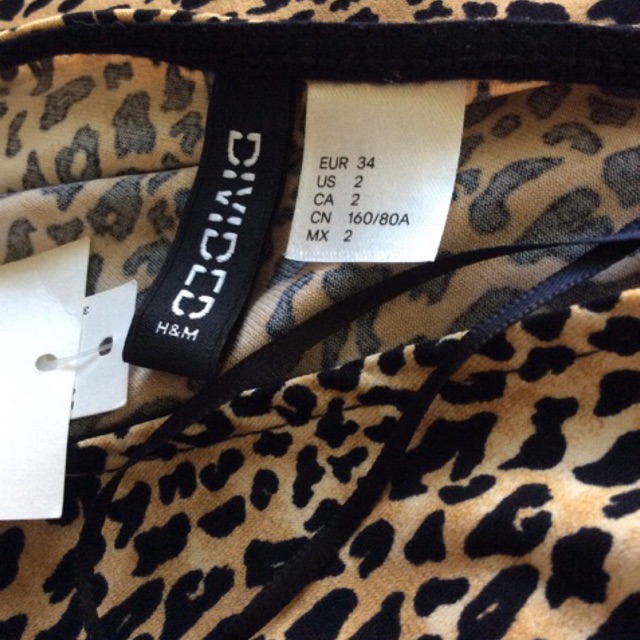 DIVIDED
H&M
EUR 34
US 2
CA 2
CN 160/80A
MX 2